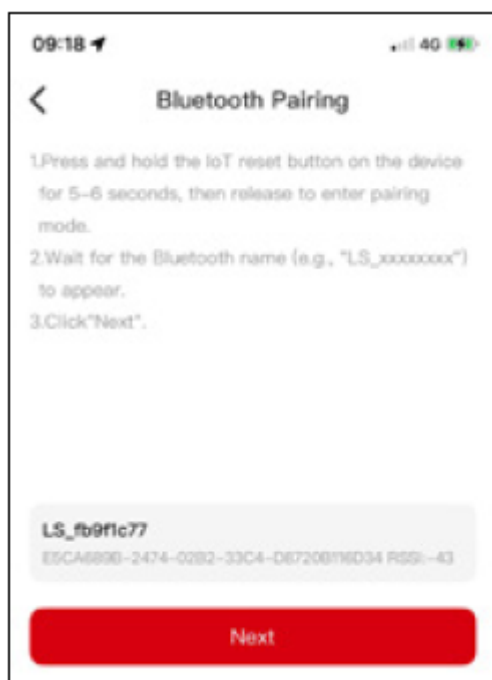 09:18
4G
Bluetooth Pairing
1.Press and hold the IoT reset button on the device
for 5-6 seconds, then release to enter pairing
mode.
2.Wait for the Bluetooth name (e.g., "LS_xxxxxxxx")
to appear.
3.Click"Next".
LS_fb9f1c77
RSSI:-43
Next